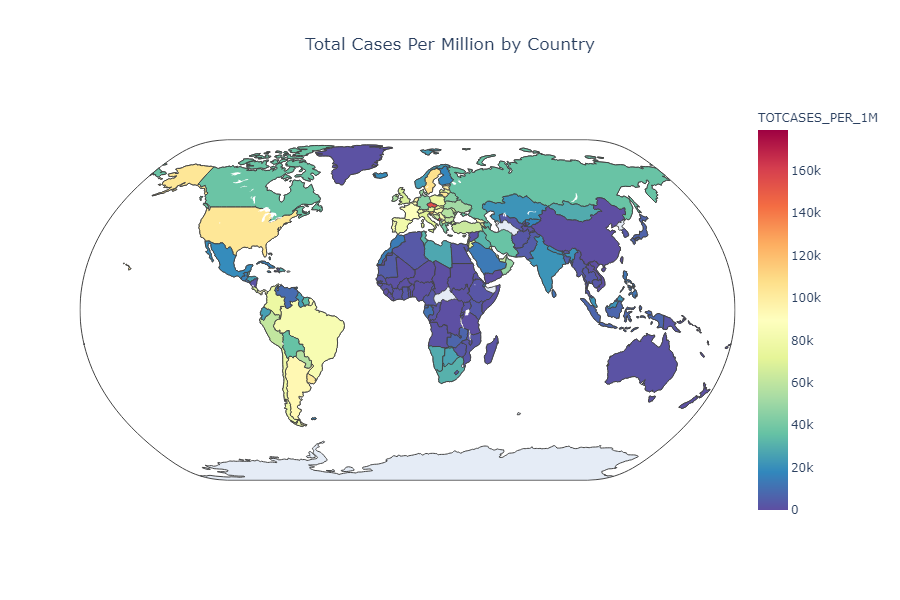 Total Cases Per Million by Country
TOTCASES_PER_1M
160k
140k
120k
100k
80k
60k
40k
20k
0